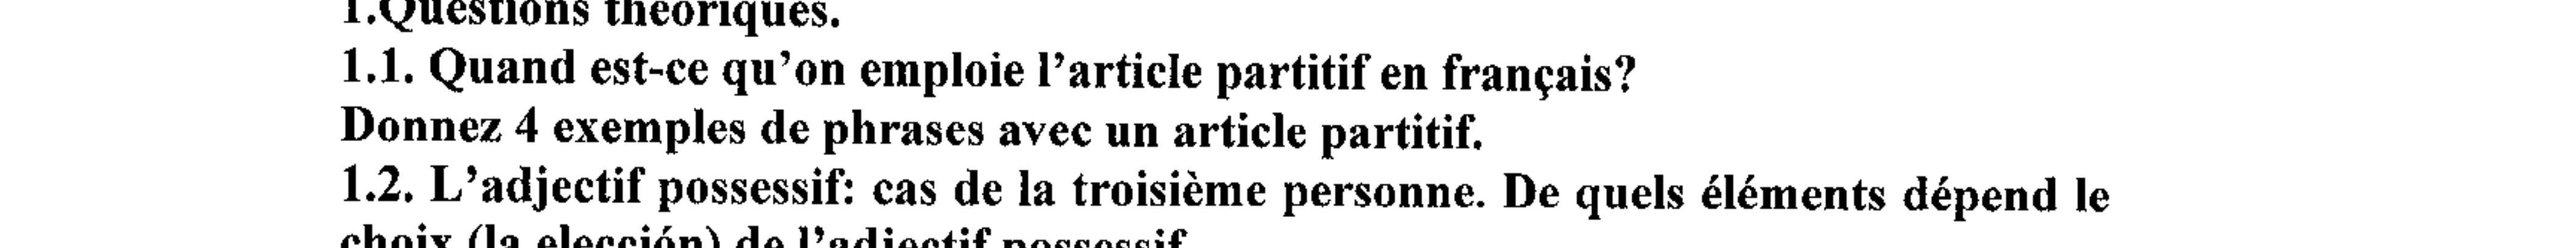 1.Questions théoriques.
1.1. Quand est-ce qu’on emploie l’article partitif en français?
Donnez 4 exemples de phrases avec un article partitif.
1.2. L’adjectif possessif: cas de la troisième personne. De quels éléments dépend le
choix (la elección) de l’adjectif possessif